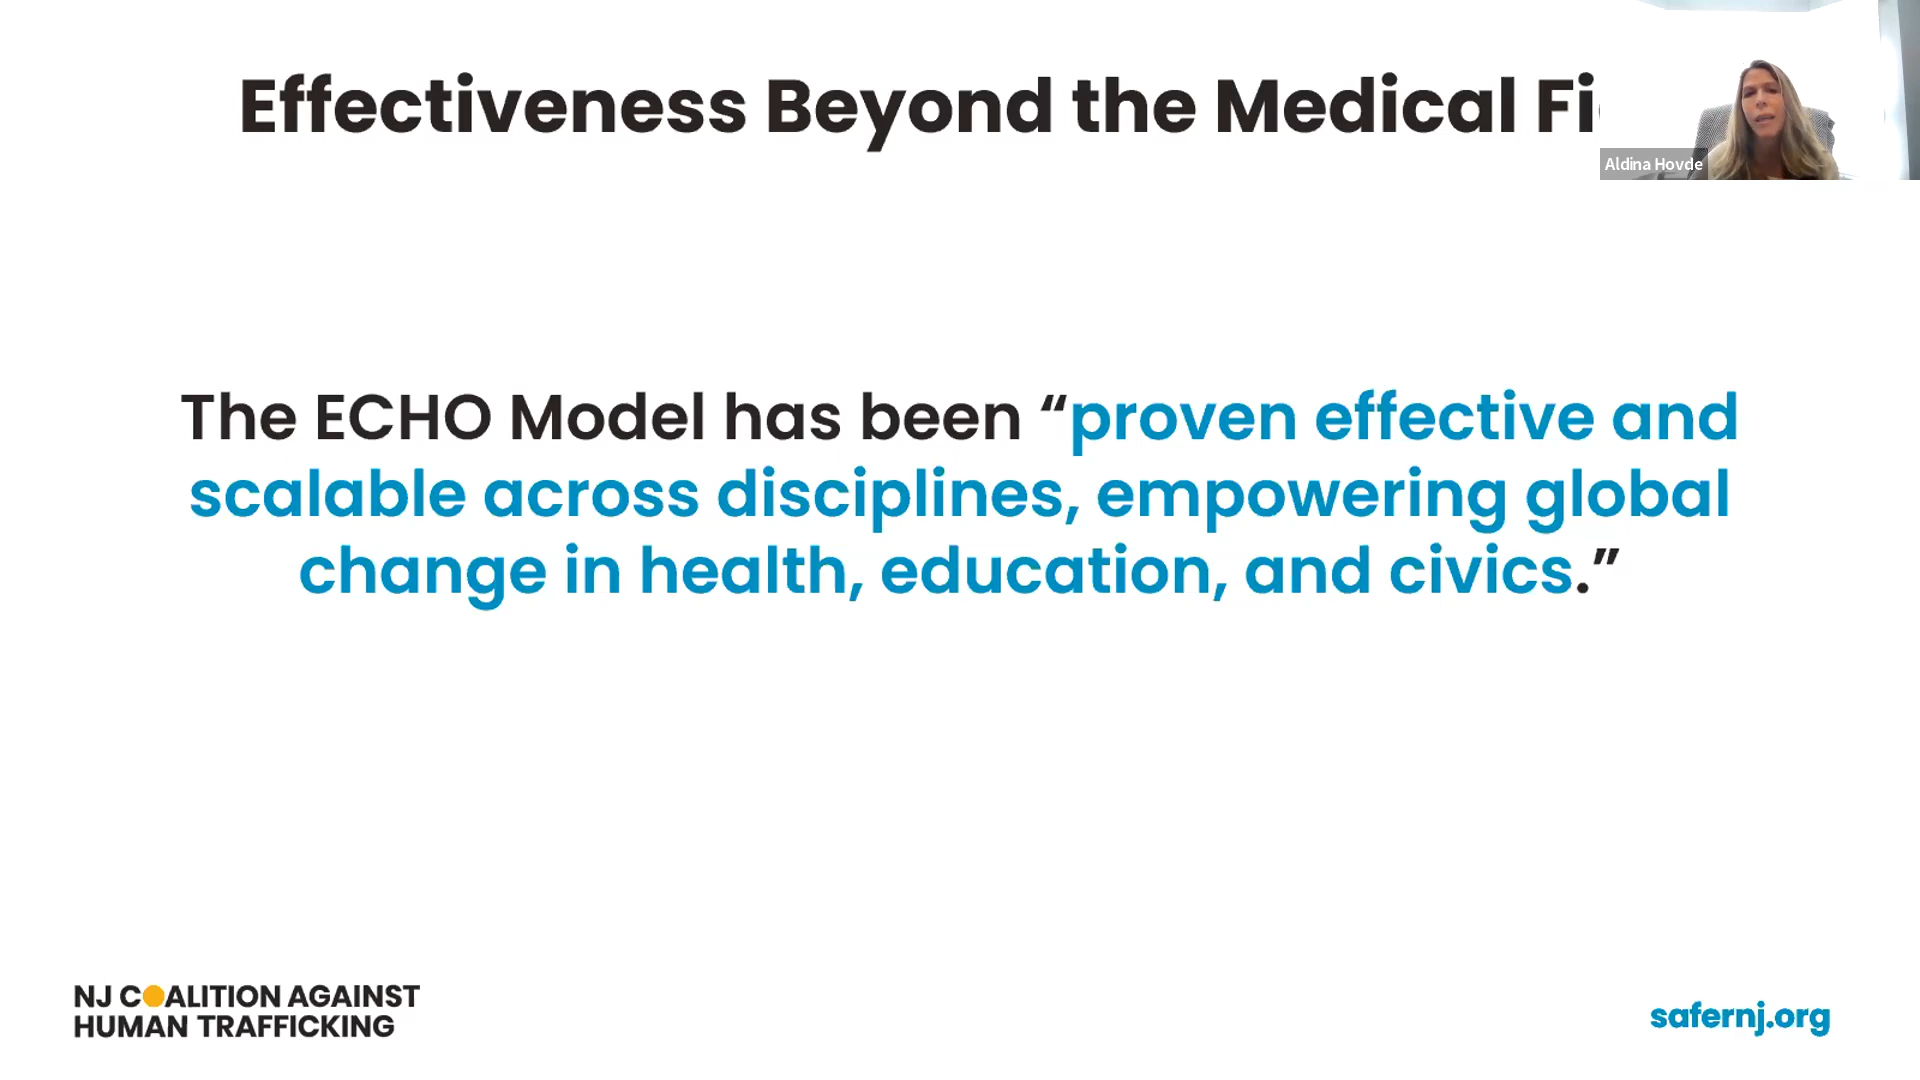 Effectiveness Beyond the Medical
Aldina Hovde
The ECHO Model has been “proven effective and
scalable across disciplines, empowering global
change in health, education, and civics.”
NJ COALITION AGAINST
HUMAN TRAFFICKING
safernj.org